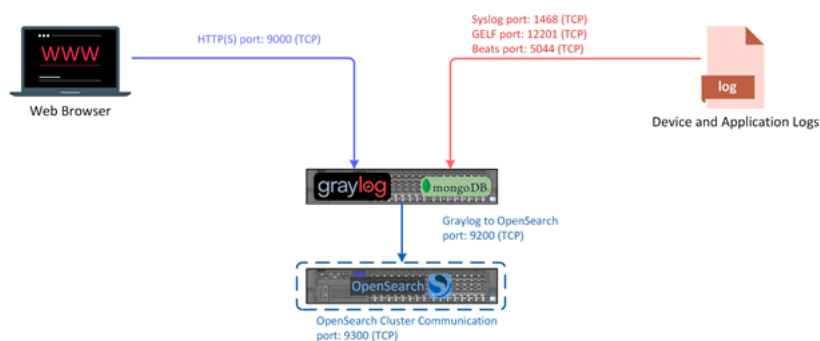 Syslog port: 1468 (TCP)
HTTP(S) port: 9000 (TCP)
GELF port: 12201 (TCP)
Beats port: 5044 (TCP)
WWW
log
Web Browser
Device and Application Logs
graylog
mongoDB
Graylog to OpenSearch
port: 9200 (TCP)
OpenSearch
OpenSearch Cluster Communication
port: 9300 (TCP)